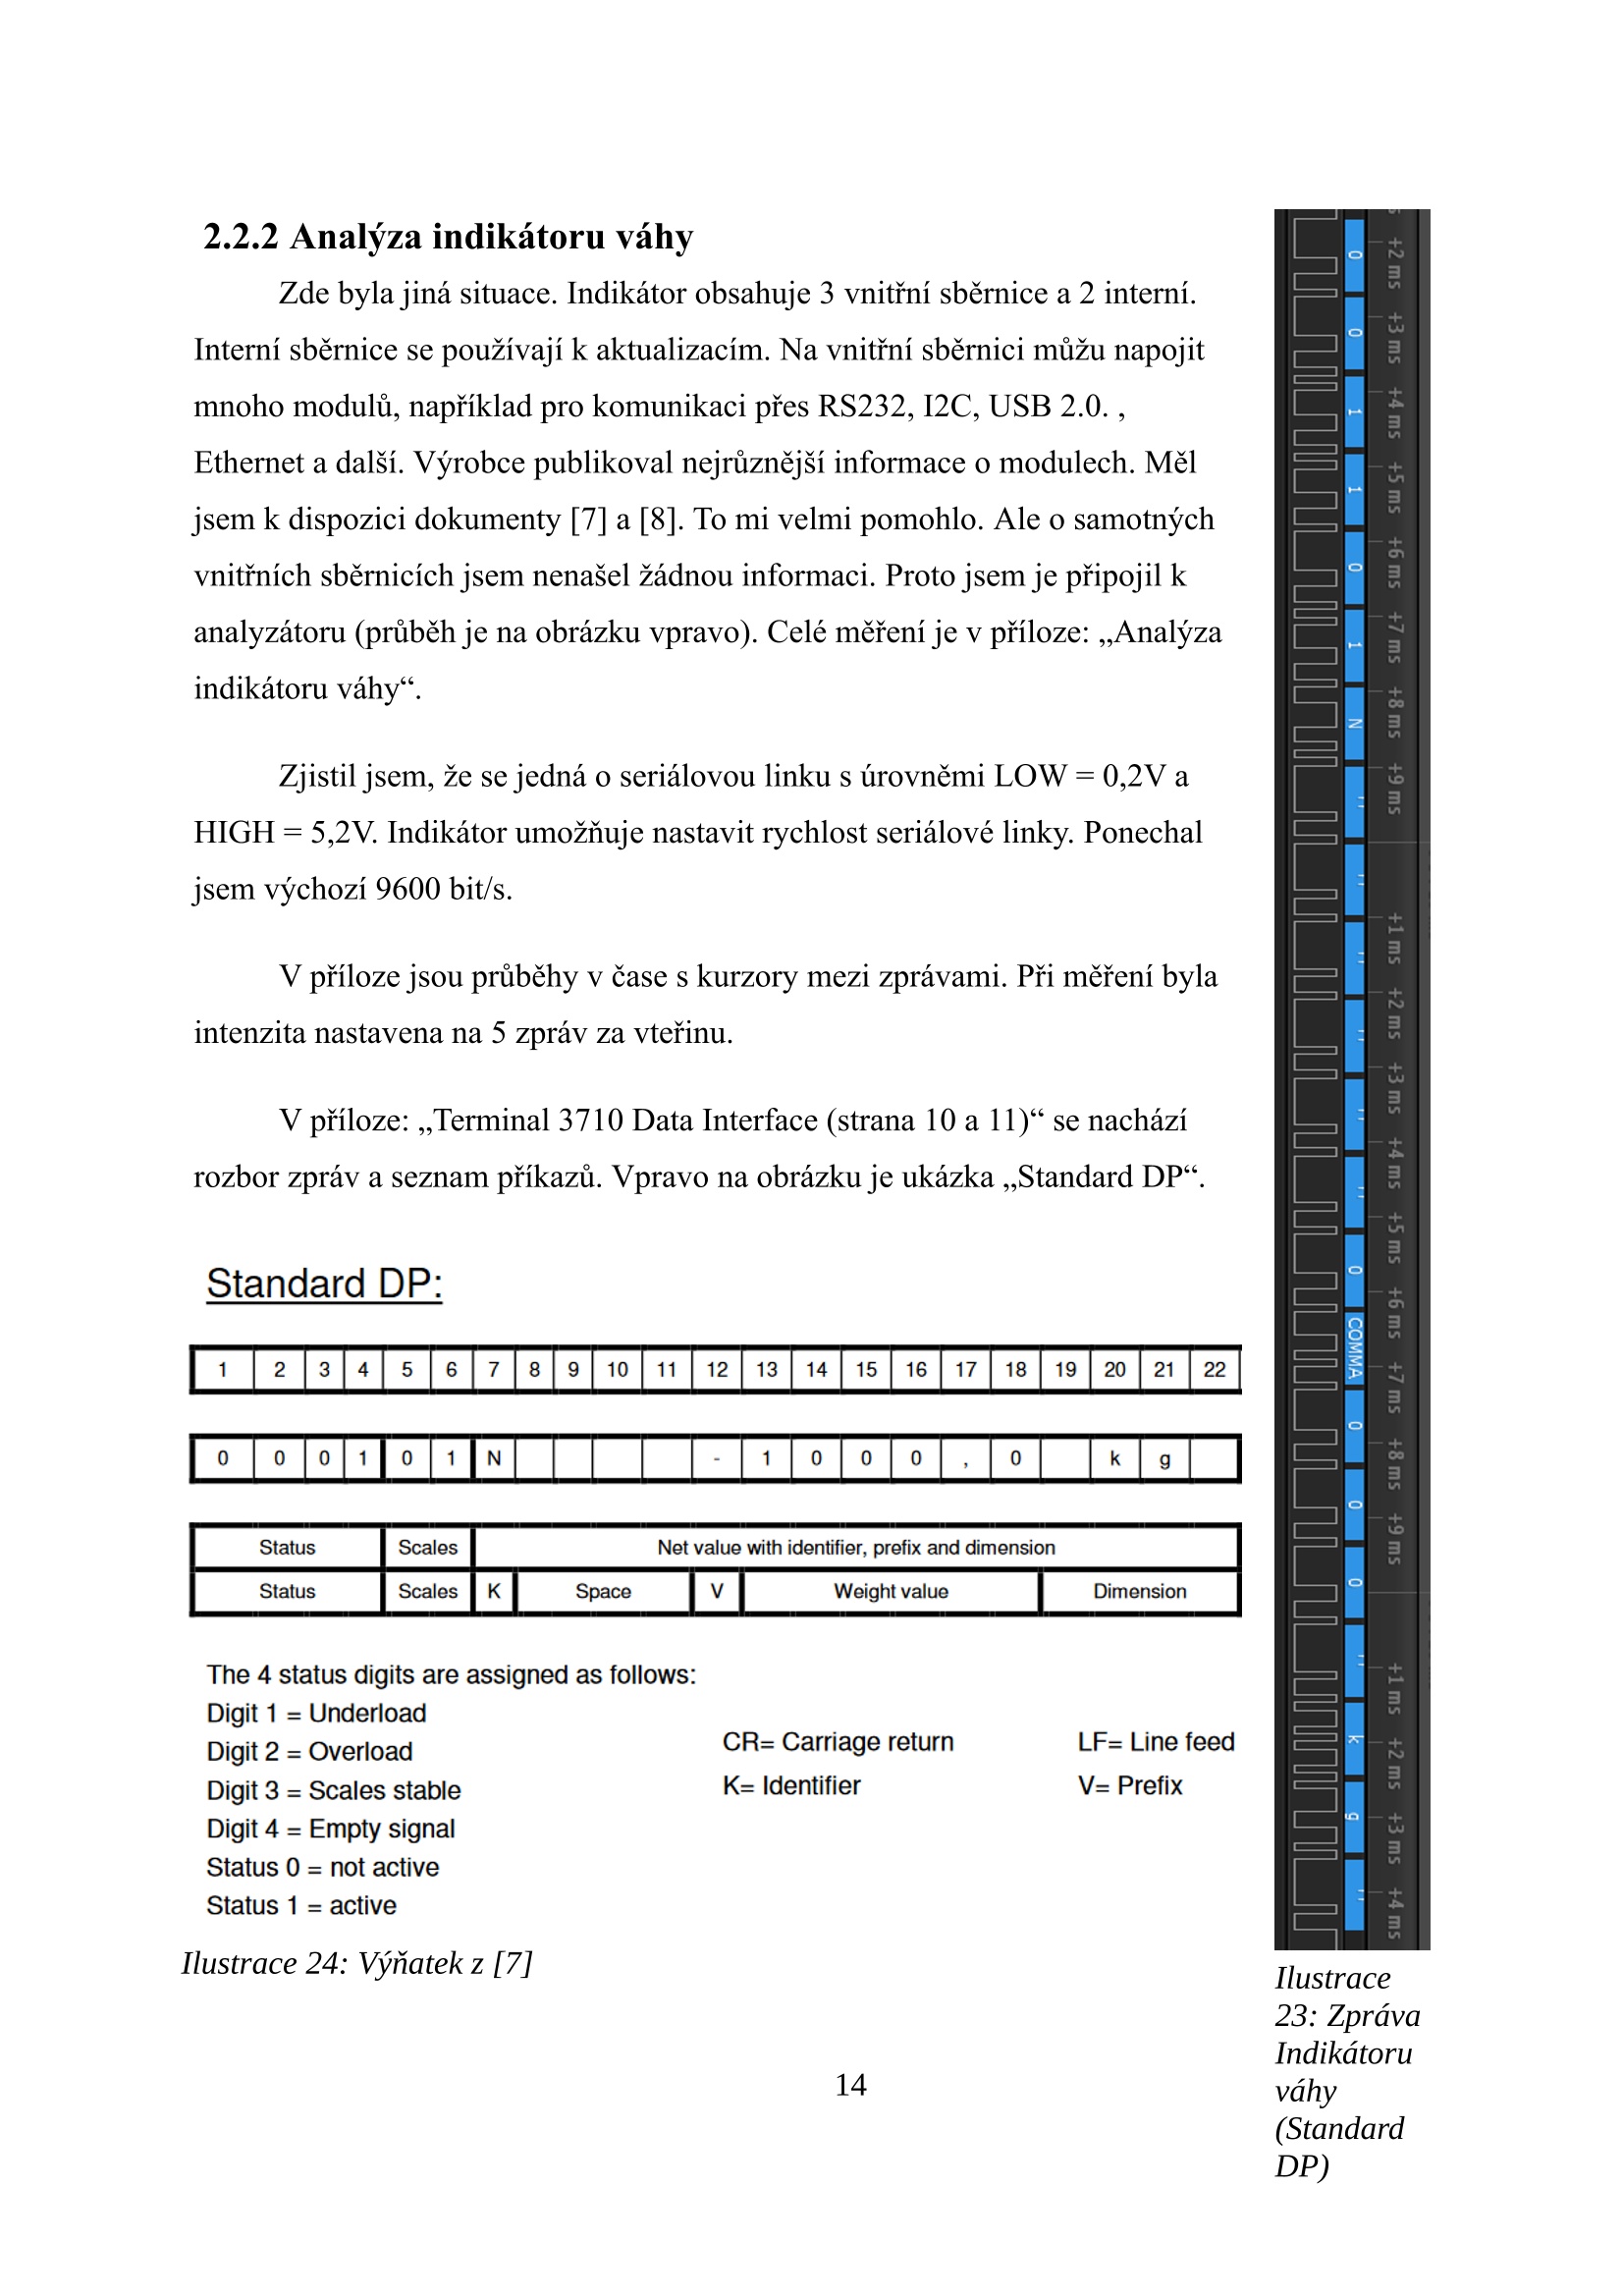 2.2.2 Analýza indikátoru váhy
Zde byla jiná situace. Indikátor obsahuje 3 vnitřní sběrnice a 2 interní.
Interní sběrnice se používají k aktualizacím. Na vnitřní sběrnici můžu napojit
mnoho modulů, například pro komunikaci přes RS232, I2C, USB 2.0. ,
Ethernet a další. Výrobce publikoval nejrůznější informace o modulech. Měl
jsem k dispozici dokumenty [7] a [8]. To mi velmi pomohlo. Ale o samotných
vnitřních sběrnicích jsem nenašel žádnou informaci. Proto jsem je připojil k
analyzátoru (průběh je na obrázku vpravo). Celé měření je v příloze: „Analýza
indikátoru váhy“.
Zjistil jsem, že se jedná o seriálovou linku s úrovněmi LOW = 0,2V a
HIGH = 5,2V. Indikátor umožňuje nastavit rychlost seriálové linky. Ponechal
jsem výchozí 9600 bit/s.
V příloze jsou průběhy v čase s kurzory mezi zprávami. Při měření byla
intenzita nastavena na 5 zpráv za vteřinu.
V příloze: „Terminal 3710 Data Interface (strana 10 a 11)“ se nachází
rozbor zpráv a seznam příkazů. Vpravo na obrázku je ukázka „Standard DP“.
Standard DP:
1 2 3 4 5 6 7 8 9 10 11 12 13 14 15 16 17 18 19 20 21 22
0 0 0 1 0 1 N - 1 0 0 0 , 0 k g
Status Scales Net value with identifier, prefix and dimension
Status Scales K Space V Weight value Dimension
The 4 status digits are assigned as follows:
Digit 1 = Underload
Digit 2 = Overload
Digit 3 = Scales stable
Digit 4 = Empty signal
Status 0 = not active
Status 1 = active
CR= Carriage return LF= Line feed
K= Identifier V= Prefix
Ilustrace 24: Výňatek z [7]
+2 ms +3 ms +4 ms +5 ms +6 ms +7 ms +8 ms +9 ms +1 ms +2 ms +3 ms +4 ms +5 ms +6 ms +7 ms +8 ms +9 ms +1 ms +2 ms +3 ms +4 ms
0 0 1 1 0 1 N 0 COMMA 0 0 0 k g
Ilustrace
23: Zpráva
Indikátoru
váhy
(Standard
DP)
14